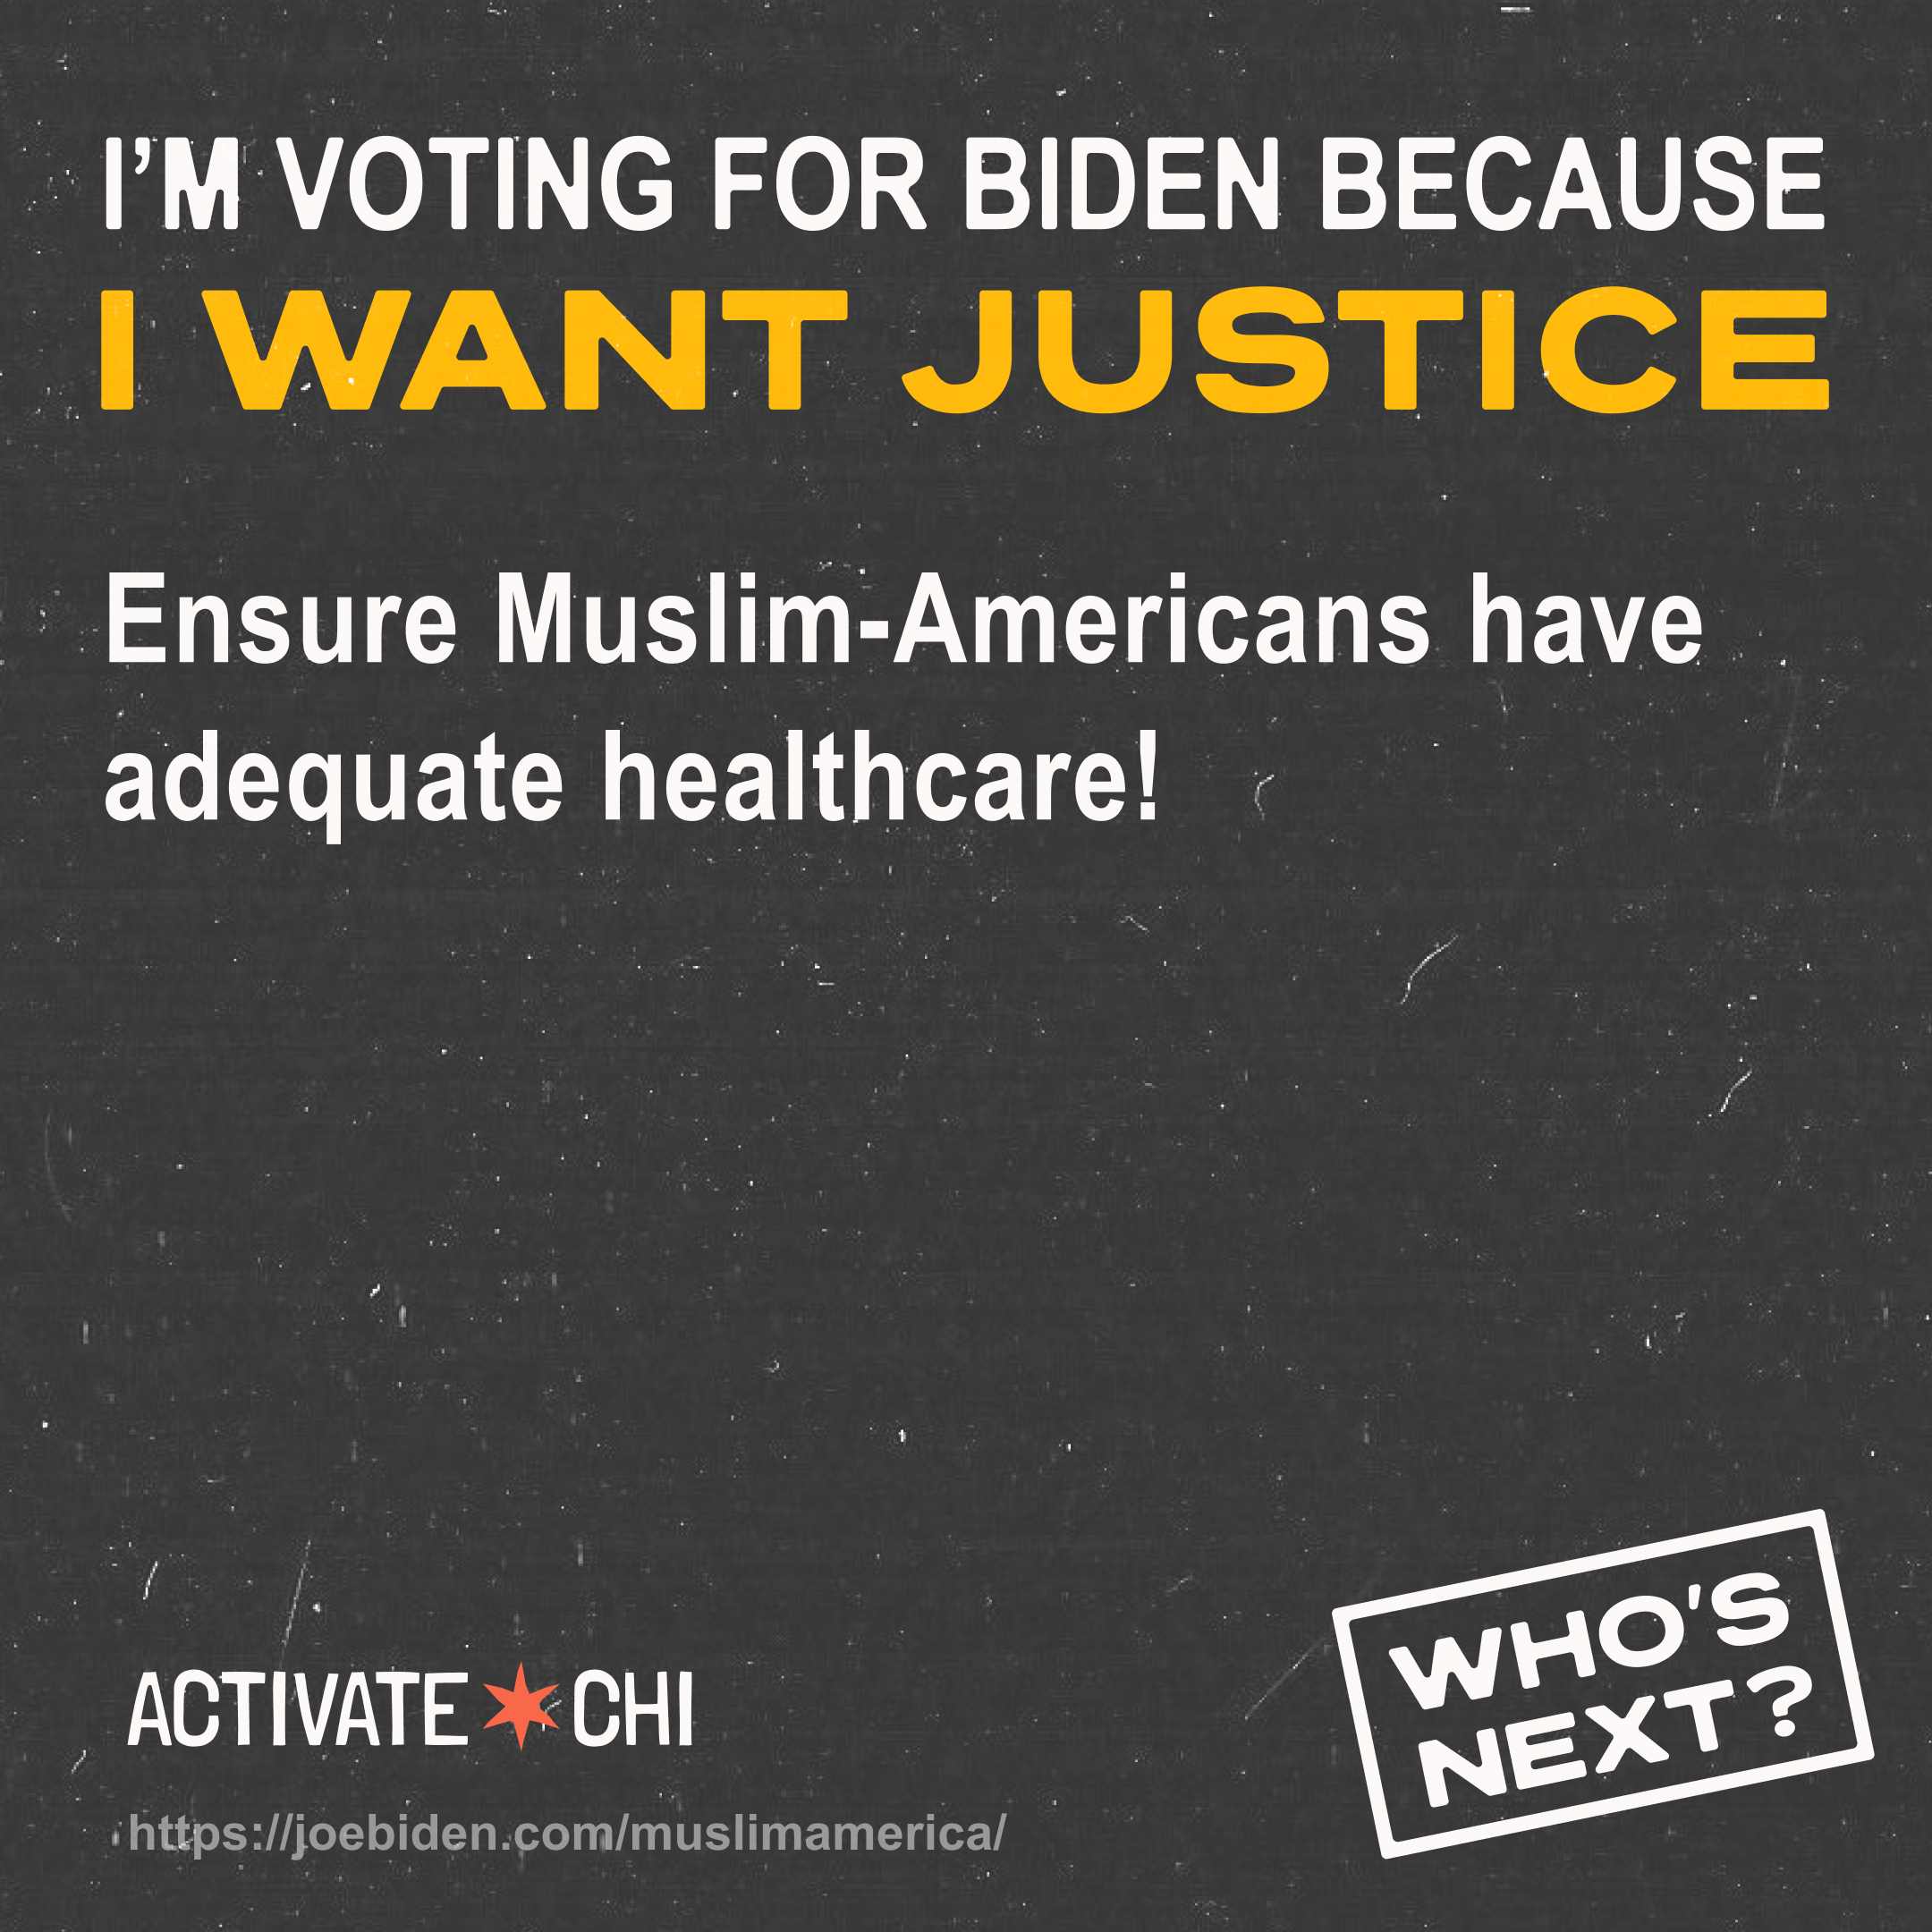 I'M VOTING FOR BIDEN BECAUSE
I WANT JUSTICE
Ensure Muslim-Americans have
adequate healthcare!
WHO'S
NEXT?
ACTIVATE CHI
https://joebiden.com/muslimamerica/